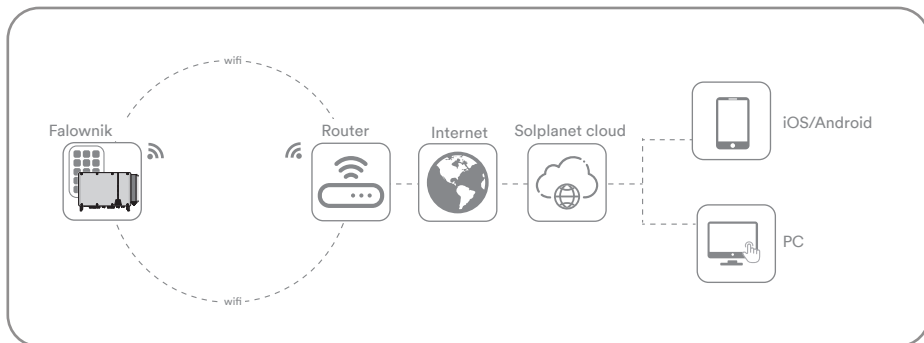 wifi
Falownik
Router
Internet
Solplanet cloud
iOS/Android
PC
wifi